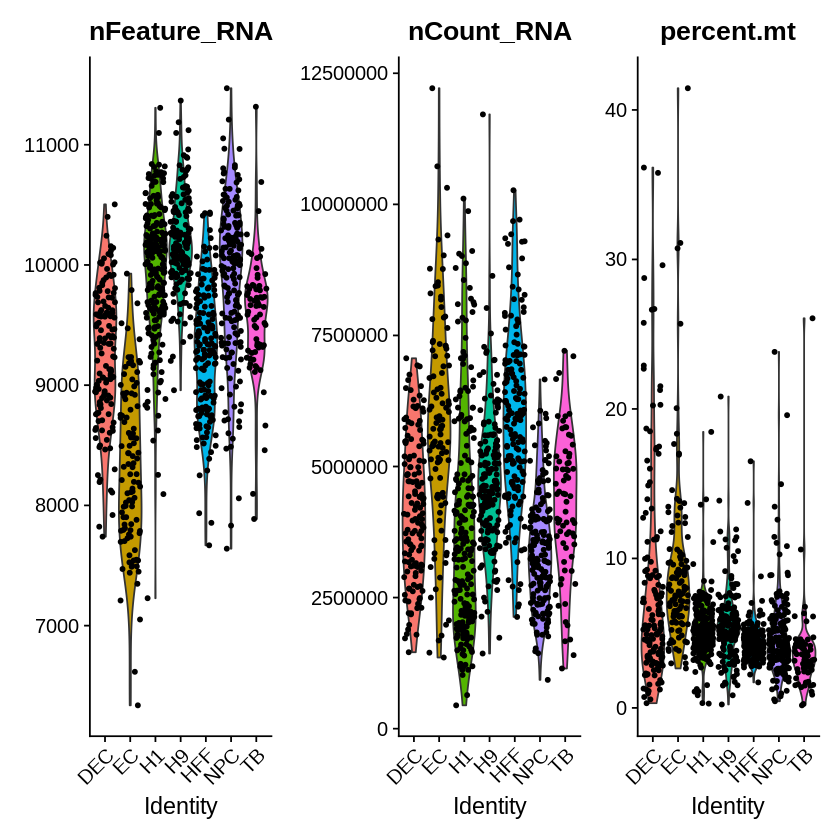 nFeature_RNA
11000
10000
9000
8000
7000
DEC
EC
H1
H9
HFF
NPC
TB
Identity
nCount_RNA
12500000
10000000
7500000
5000000
2500000
0
DEC
EC
H1
H9
HFF
NPC
TB
Identity
percent.mt
40
30
20
10
0
DEC
EC
H1
H9
HFF
NPC
TB
Identity